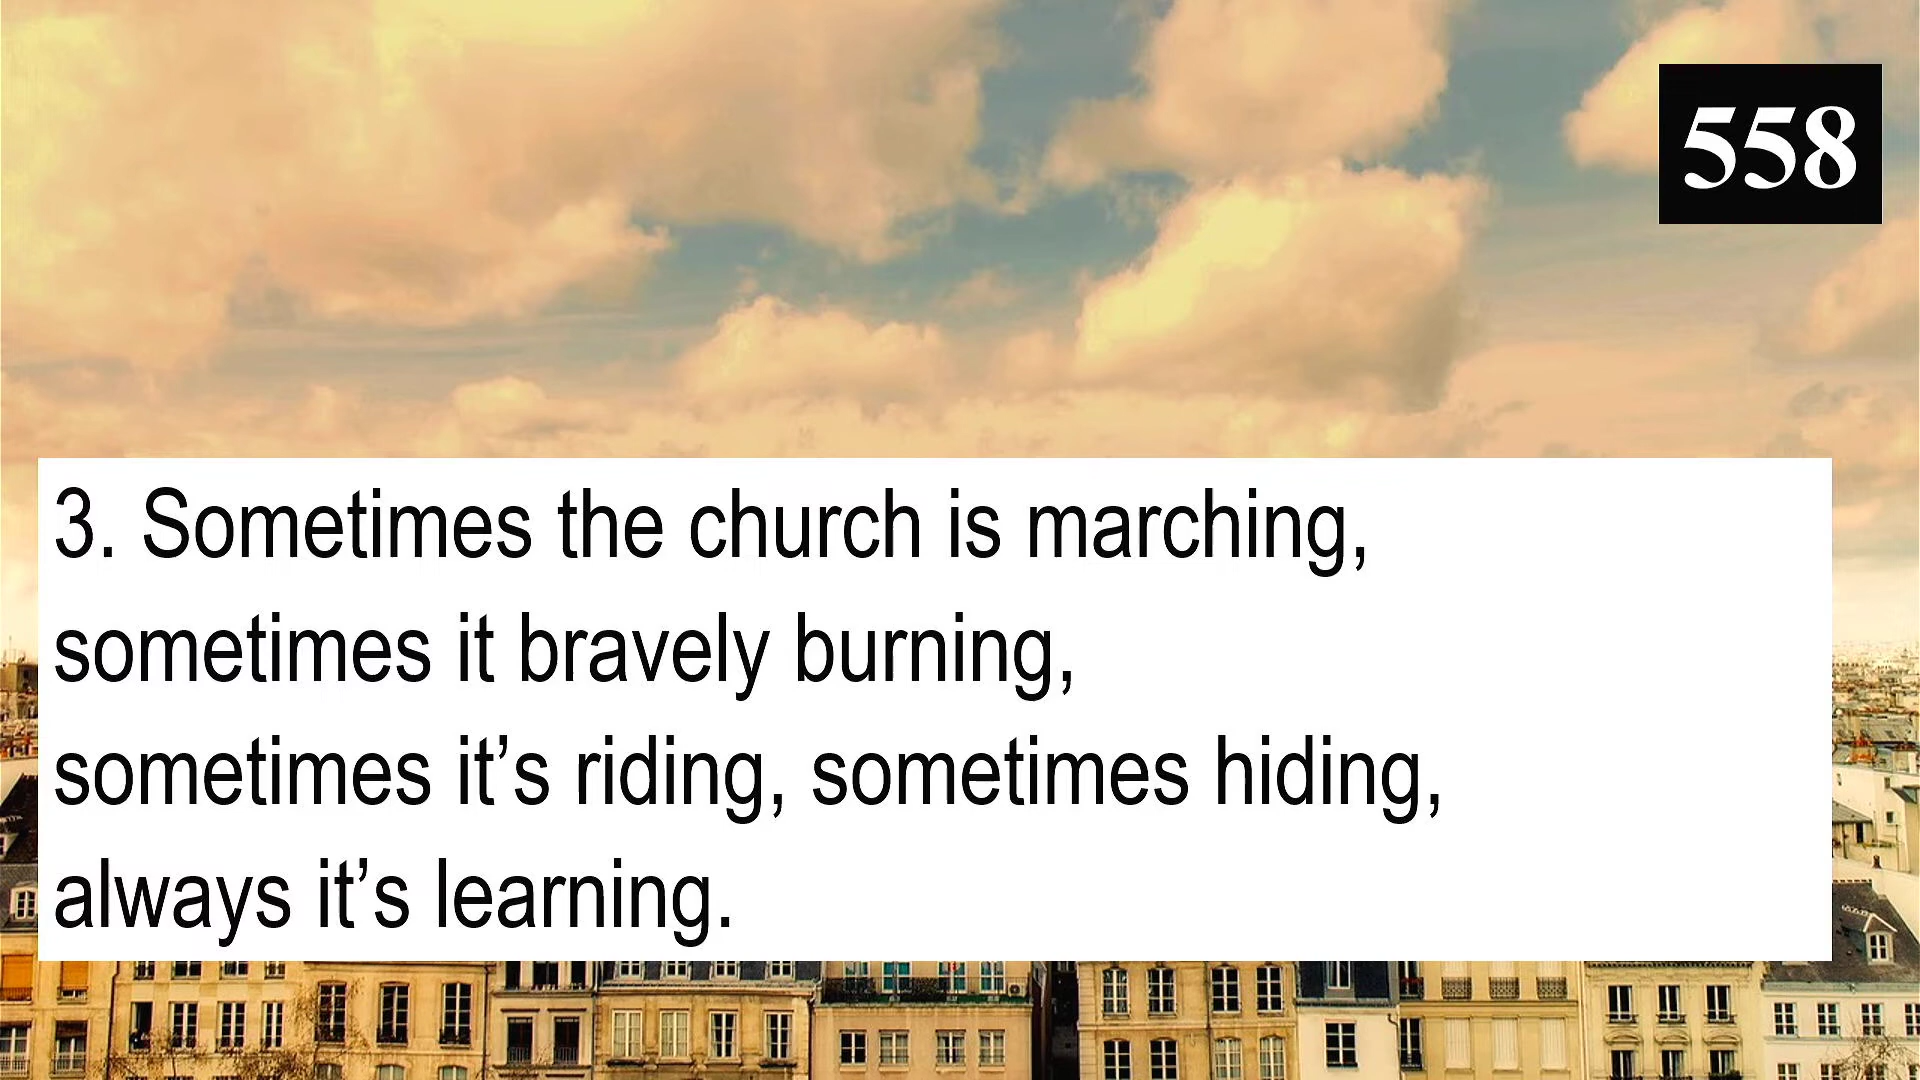 558
3. Sometimes the church is marching,
sometimes it bravely burning,
sometimes it’s riding, sometimes hiding,
always it’s learning.